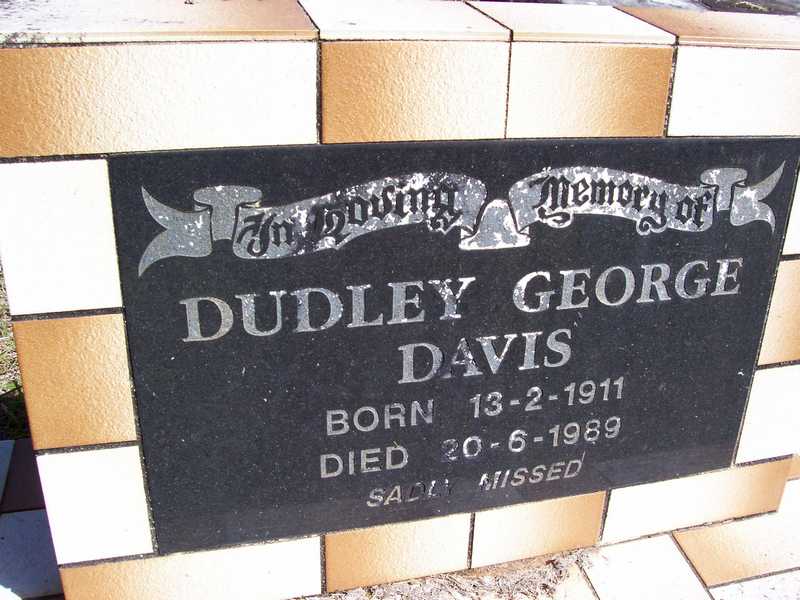 In Loving Memory of
DUDLEY GEORGE
DAVIS
BORN 13-2-1911
DIED 20-6-1989
SADLY MISSED